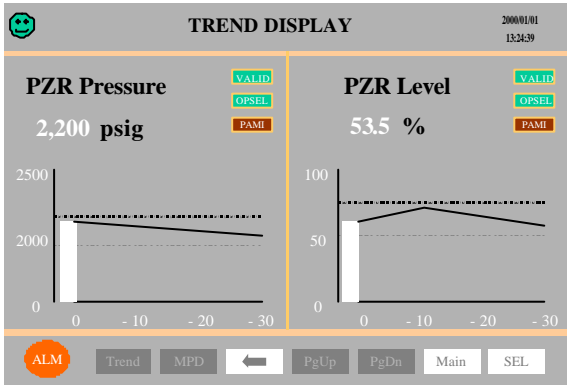 TREND DISPLAY
2000/01/01
13:24:39
PZR Pressure
VALID
OPSEL
2,200 psig
PAMI
2500
2000
0
0 - 10 - 20 - 30
PZR Level
VALID
OPSEL
53.5 %
PAMI
100
50
0
0 - 10 - 20 - 30
ALM Trend MPD PgUp PgDn Main SEL